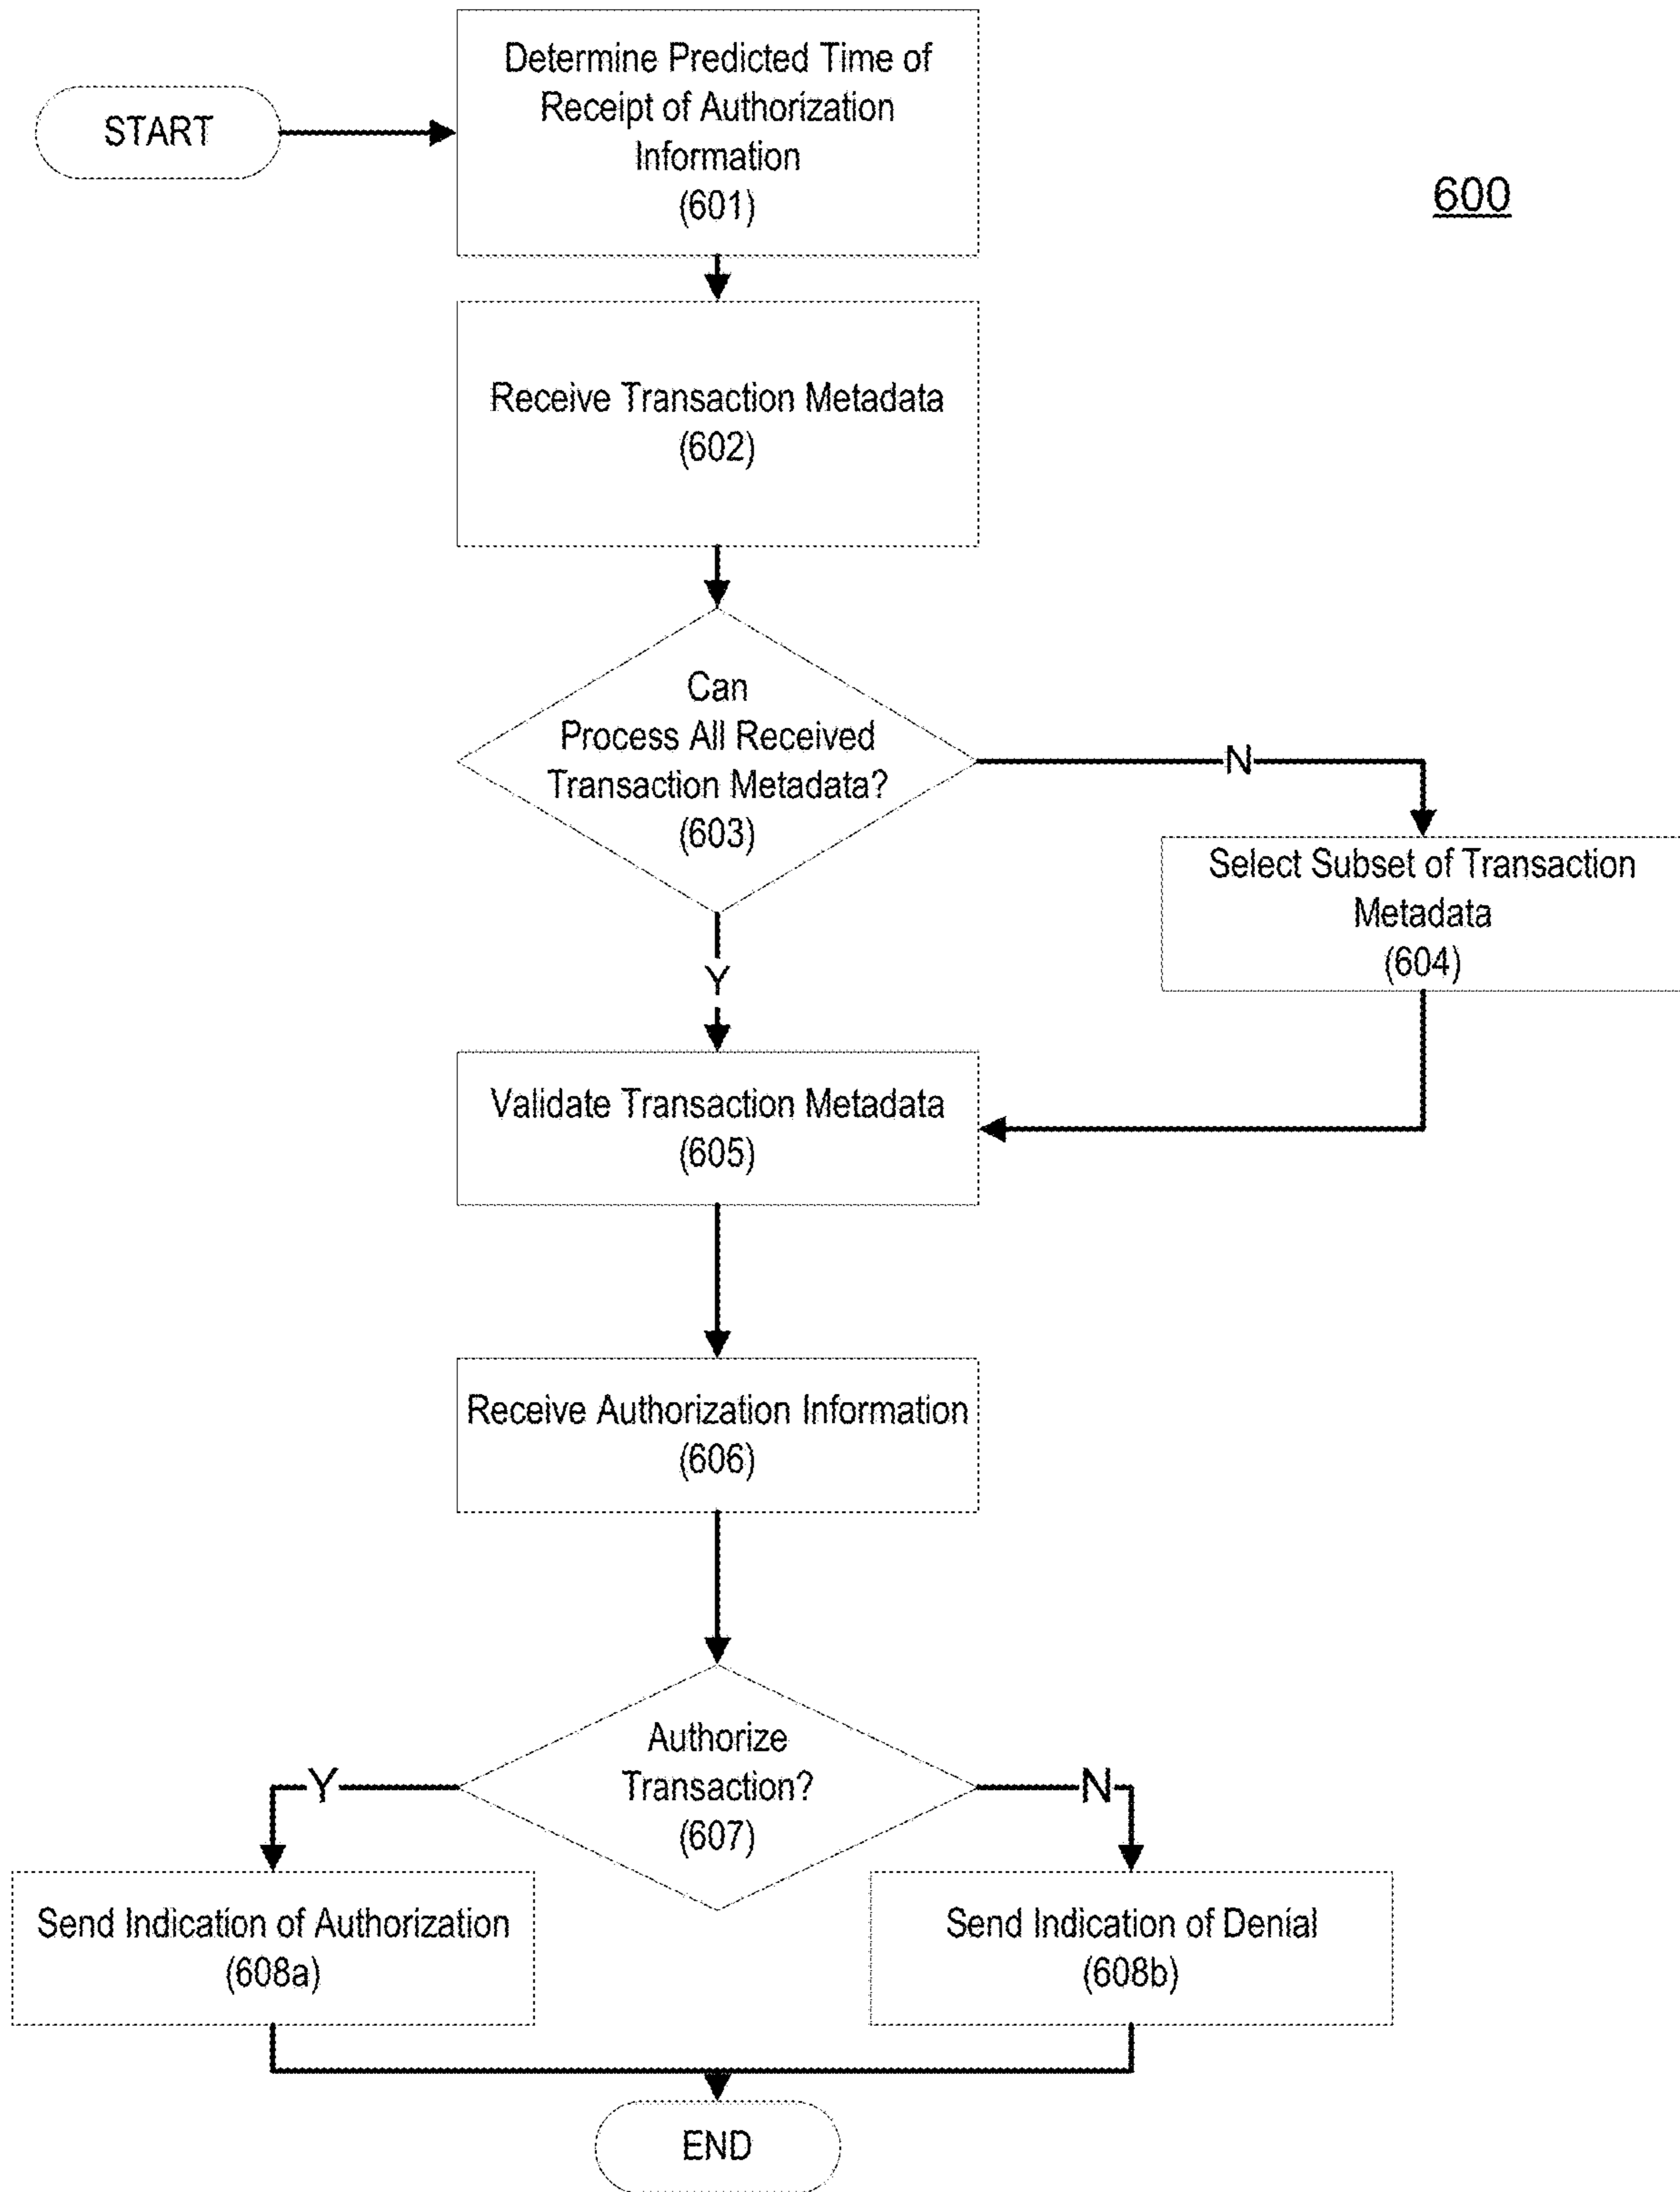 Determine Predicted Time of
Receipt of Authorization
Information
(601)
START
600
Receive Transaction Metadata
(602)
Can
Process All Received
Transaction Metadata?
(603)
N
Select Subset of Transaction
Metadata
(604)
Y
Validate Transaction Metadata
(605)
Receive Authorization Information
(606)
Authorize
Transaction?
(607)
Y
N
Send Indication of Authorization
(608a)
Send Indication of Denial
(608b)
END